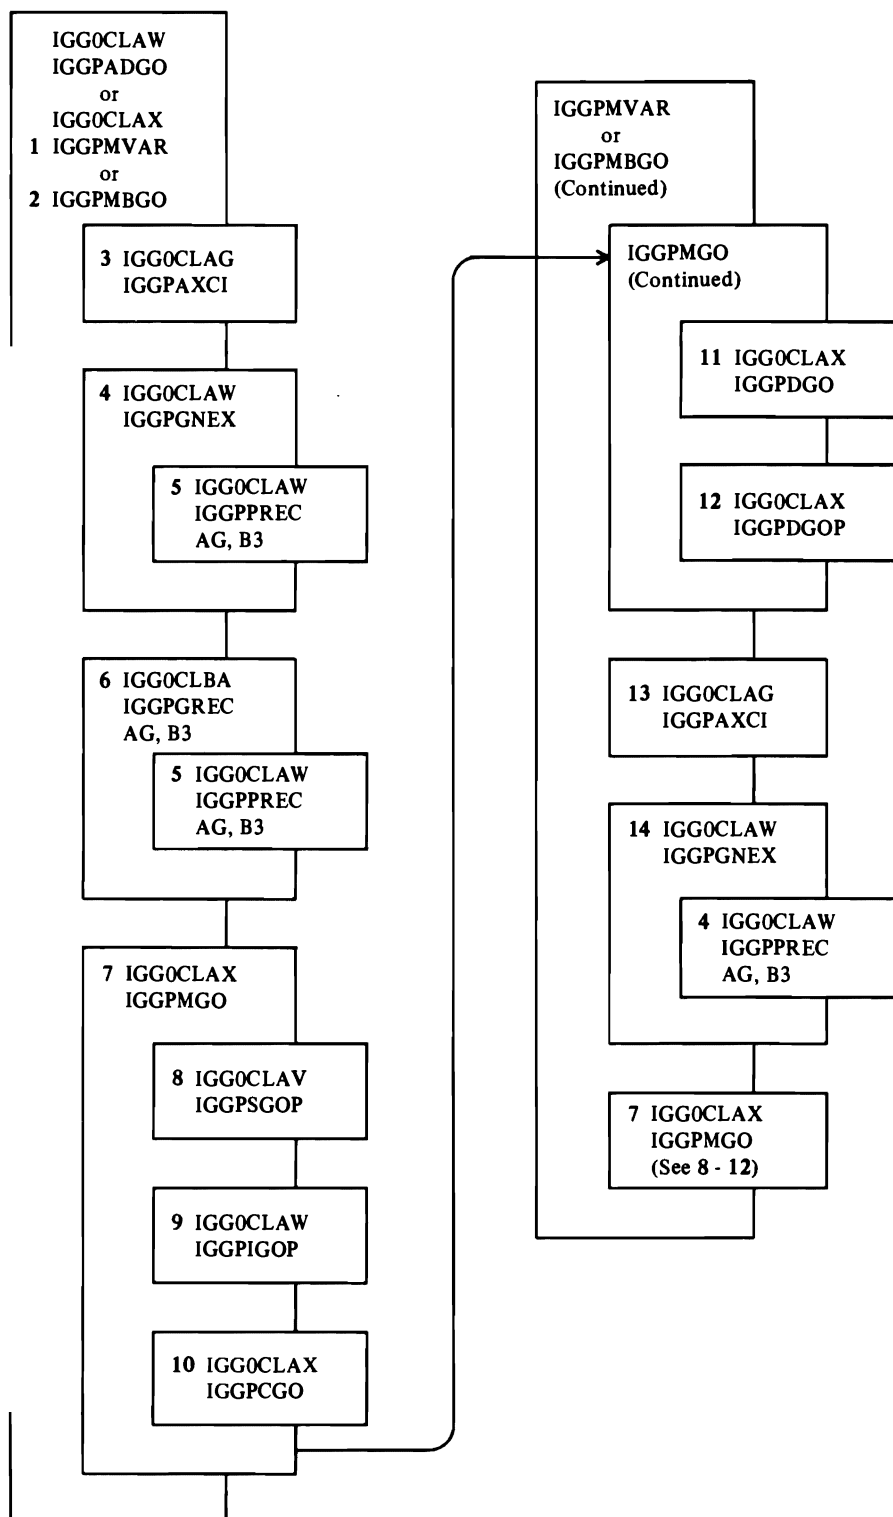 IGG0CLAW
IGGPADGO
or
IGG0CLAX
1 IGGPMVAR
or
2 IGGPMBGO
3 IGG0CLAG
IGGPAXCI
4 IGG0CLAW
IGGPGNEX
5 IGG0CLAW
IGGPPREC
AG, B3
6 IGG0CLBA
IGGPGREC
AG, B3
5 IGG0CLAW
IGGPPREC
AG, B3
7 IGG0CLAX
IGGPMGO
8 IGG0CLAV
IGGPSGOP
9 IGG0CLAW
IGGPIGOP
10 IGG0CLAX
IGGPCGO
IGGPMVAR
or
IGGPMBGO
(Continued)
IGGPMGO
(Continued)
11 IGG0CLAX
IGGPDGO
12 IGG0CLAX
IGGPDGOP
13 IGG0CLAG
IGGPAXCI
14 IGG0CLAW
IGGPGNEX
4 IGG0CLAW
IGGPPREC
AG, B3
7 IGG0CLAX
IGGPMGO
(See 8 - 12)